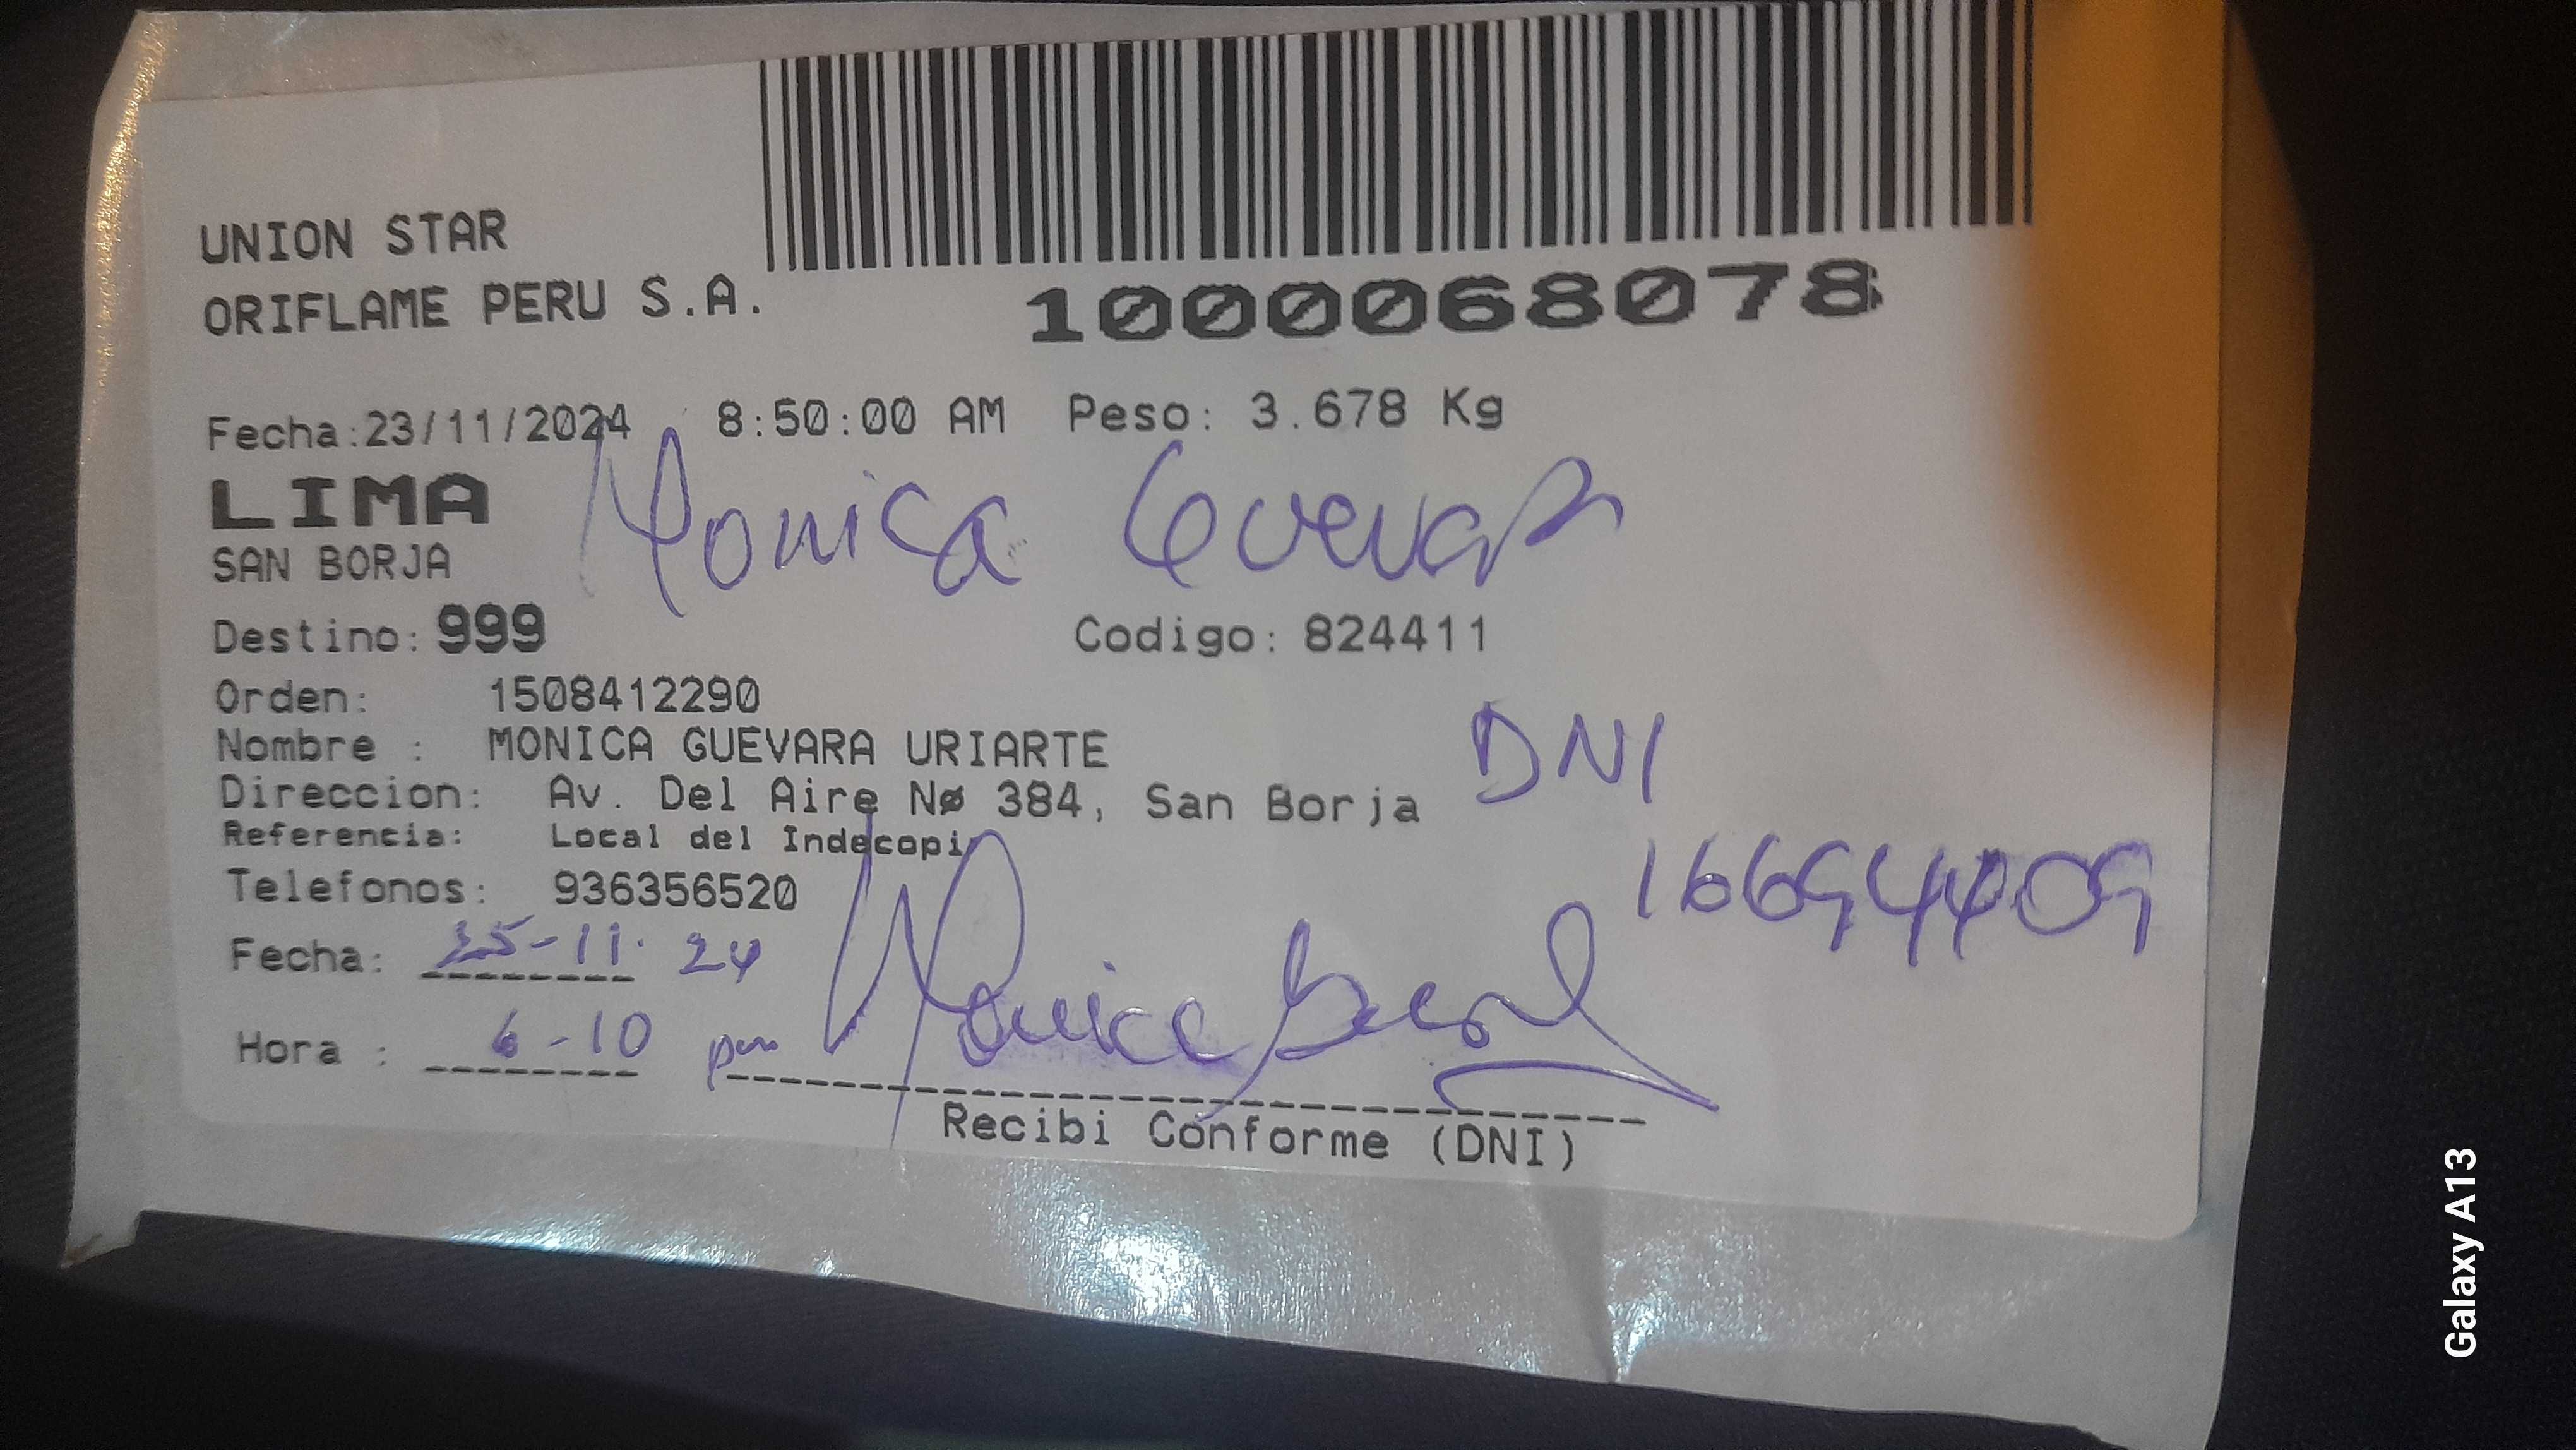 UNION STAR
ORIFLAME PERU S.A.
1000068078
Fecha:23/11/2024 8:50:00 AM Peso: 3.678 Kg
LIMA
Monica Guevara
SAN BORJA
Destino: 999 Codigo: 824411
Orden: 1508412290
Nombre : MONICA GUEVARA URIARTE
DNI
Direccion: Av. Del Aire Nø 384, San Borja
Referencia: Local del Indecopi
16694409
Telefonos: 936356520
Fecha: 25-11-24
Hora : 6-10
Monica
Recibi Conforme (DNI)
Galaxy A13